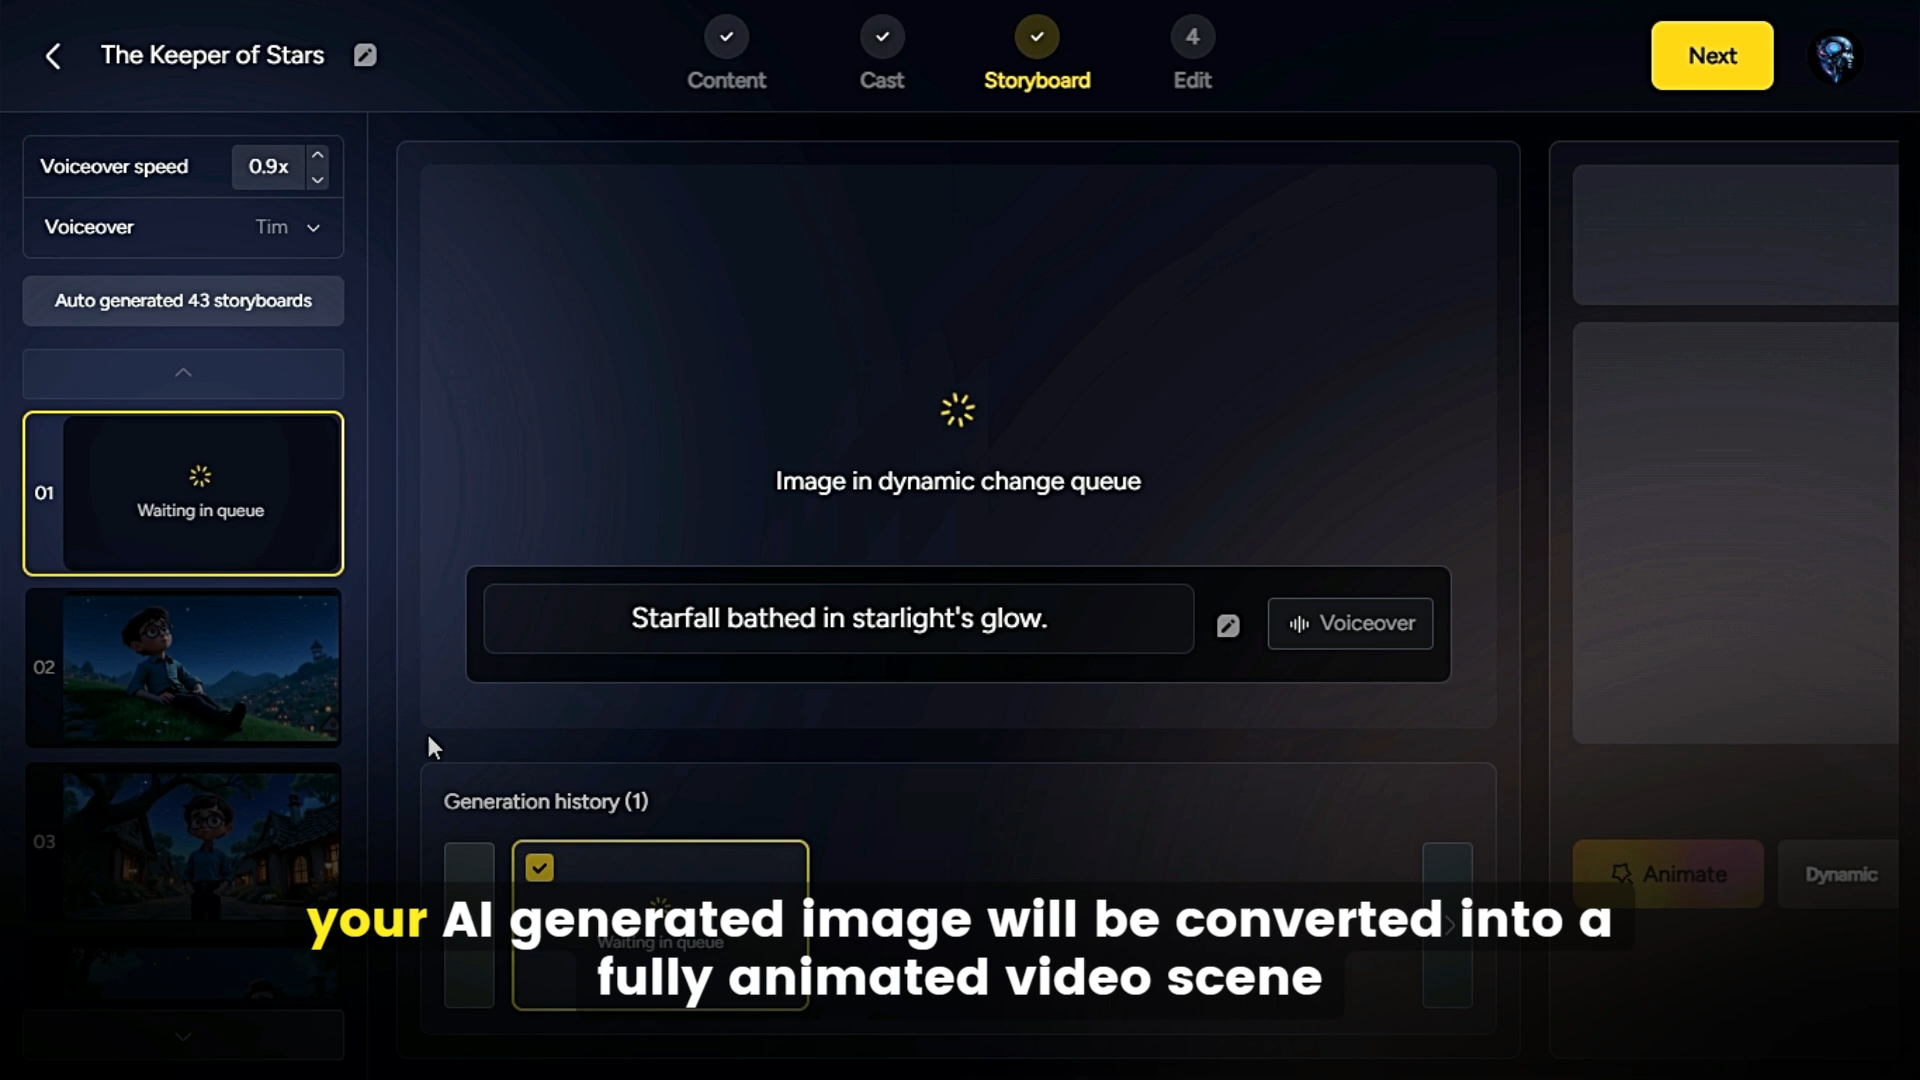 The Keeper of Stars
Content
Cast
Storyboard
4
Edit
Next
Voiceover speed
0.9x
Voiceover
Tim
Auto generated 43 storyboards
01
Waiting in queue
02
03
Image in dynamic change queue
Starfall bathed in starlight's glow.
Voiceover
Generation history (1)
Waiting in queue
Animate
Dynamic
your AI generated image will be converted into a
fully animated video scene